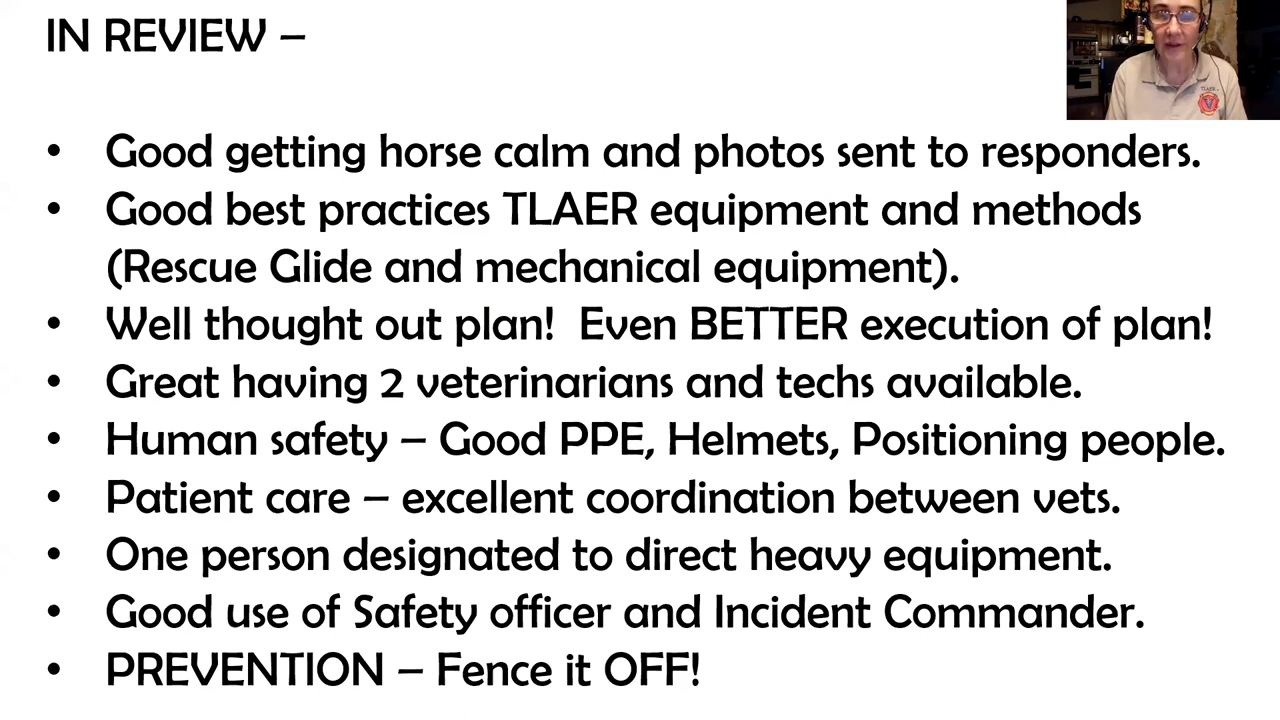 IN REVIEW –
• Good getting horse calm and photos sent to responders.
• Good best practices TLAER equipment and methods
(Rescue Glide and mechanical equipment).
• Well thought out plan!  Even BETTER execution of plan!
• Great having 2 veterinarians and techs available.
• Human safety – Good PPE, Helmets, Positioning people.
• Patient care – excellent coordination between vets.
• One person designated to direct heavy equipment.
• Good use of Safety officer and Incident Commander.
• PREVENTION – Fence it OFF!
TLAER